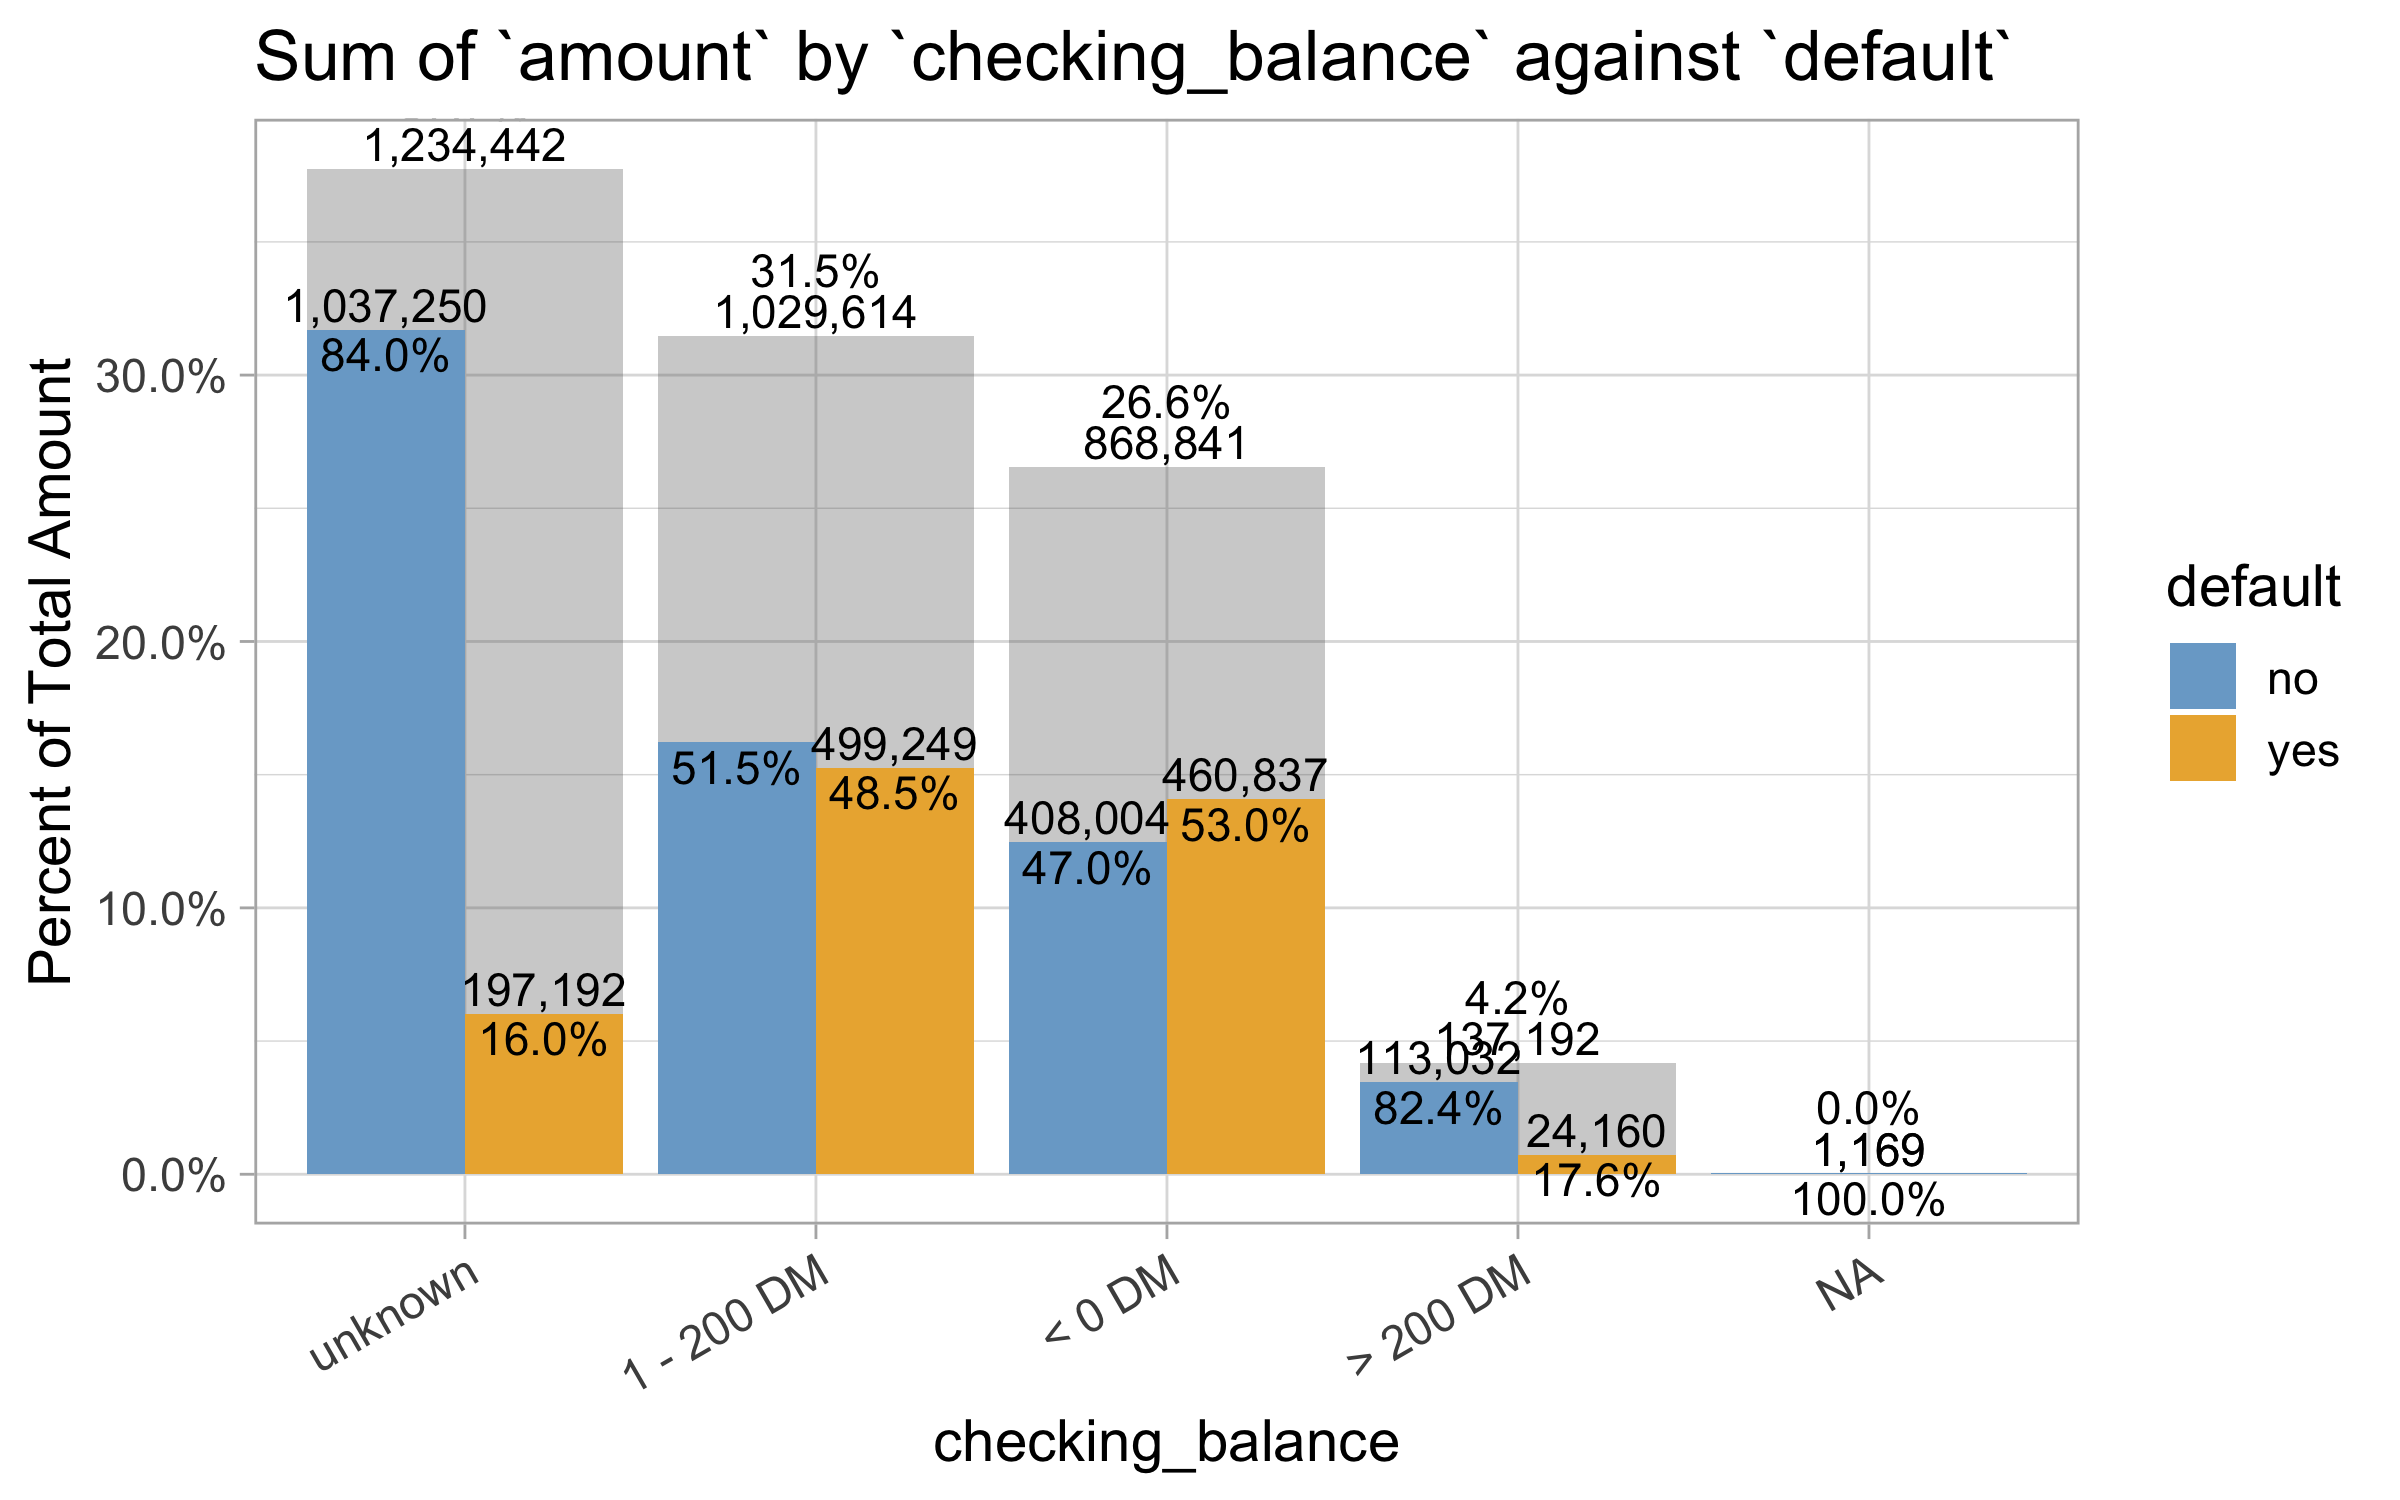 Sum of `amount` by `checking_balance` against `default`
1,234,442
31.5%
1,029,614
1,037,250
84.0%
26.6%
868,841
499,249
51.5%
48.5%
460,837
408,004
53.0%
47.0%
197,192
16.0%
4.2%
137,192
113,032
82.4%
24,160
17.6%
0.0%
1,169
100.0%
Percent of Total Amount
30.0%
20.0%
10.0%
0.0%
unknown
1 - 200 DM
< 0 DM
> 200 DM
NA
checking_balance
default
no
yes